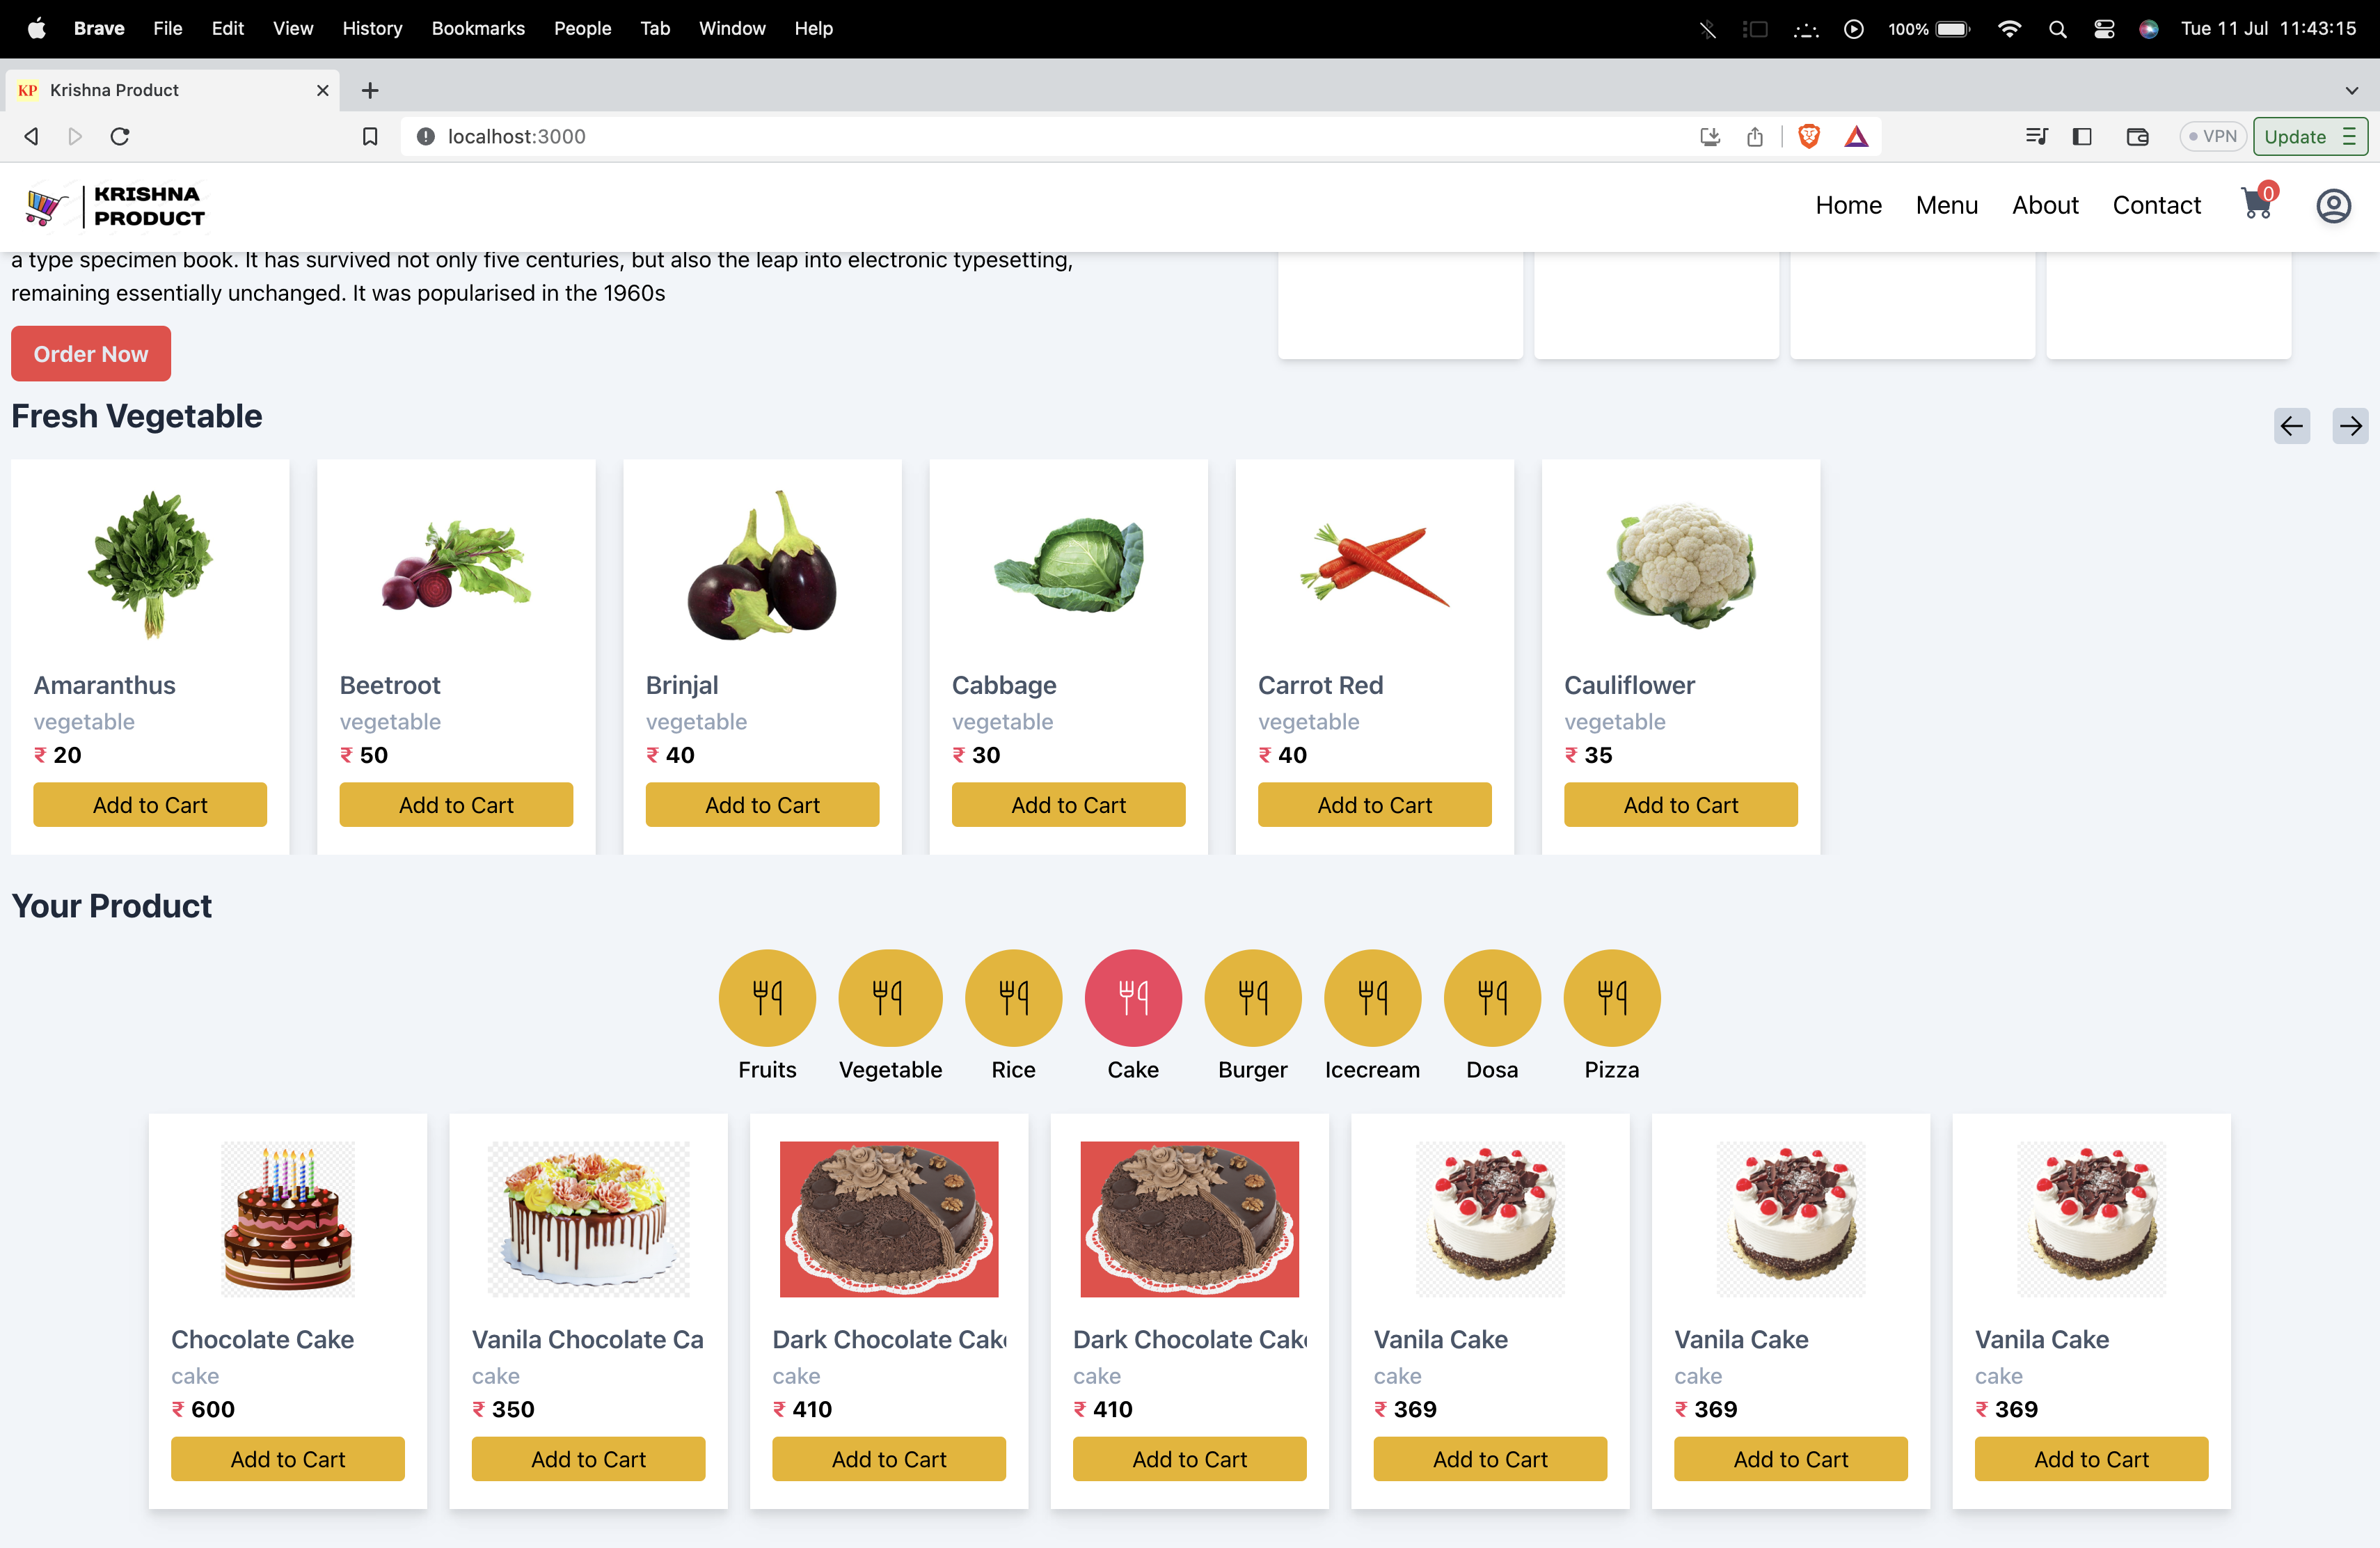 Brave File Edit View History Bookmarks People Tab Window Help 100% Tue 11 Jul 11:43:15
KP Krishna Product
localhost:3000 VPN Update
KRISHNA
PRODUCT
Home Menu About Contact 0
a type specimen book. It has survived not only five centuries, but also the leap into electronic typesetting,
remaining essentially unchanged. It was popularised in the 1960s
Order Now
Fresh Vegetable
Amaranthus Beetroot Brinjal Cabbage Carrot Red Cauliflower
vegetable vegetable vegetable vegetable vegetable vegetable
₹ 20 ₹ 50 ₹ 40 ₹ 30 ₹ 40 ₹ 35
Add to Cart Add to Cart Add to Cart Add to Cart Add to Cart Add to Cart
Your Product
Fruits Vegetable Rice Cake Burger Icecream Dosa Pizza
Chocolate Cake Vanila Chocolate Ca Dark Chocolate Cake Dark Chocolate Cake Vanila Cake Vanila Cake Vanila Cake
cake cake cake cake cake cake cake
₹ 600 ₹ 350 ₹ 410 ₹ 410 ₹ 369 ₹ 369 ₹ 369
Add to Cart Add to Cart Add to Cart Add to Cart Add to Cart Add to Cart Add to Cart